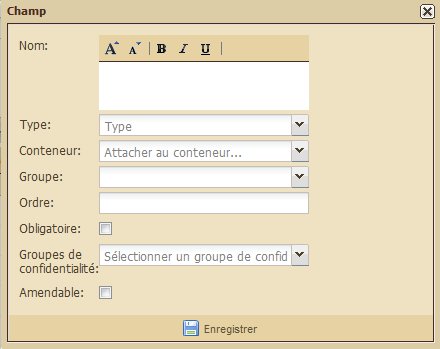 Champ
Nom:
A A B I U
Type: Type
Conteneur: Attacher au conteneur...
Groupe:
Ordre:
Obligatoire:
Groupes de
confidentialité: Sélectionner un groupe de confid
Amendable:
Enregistrer